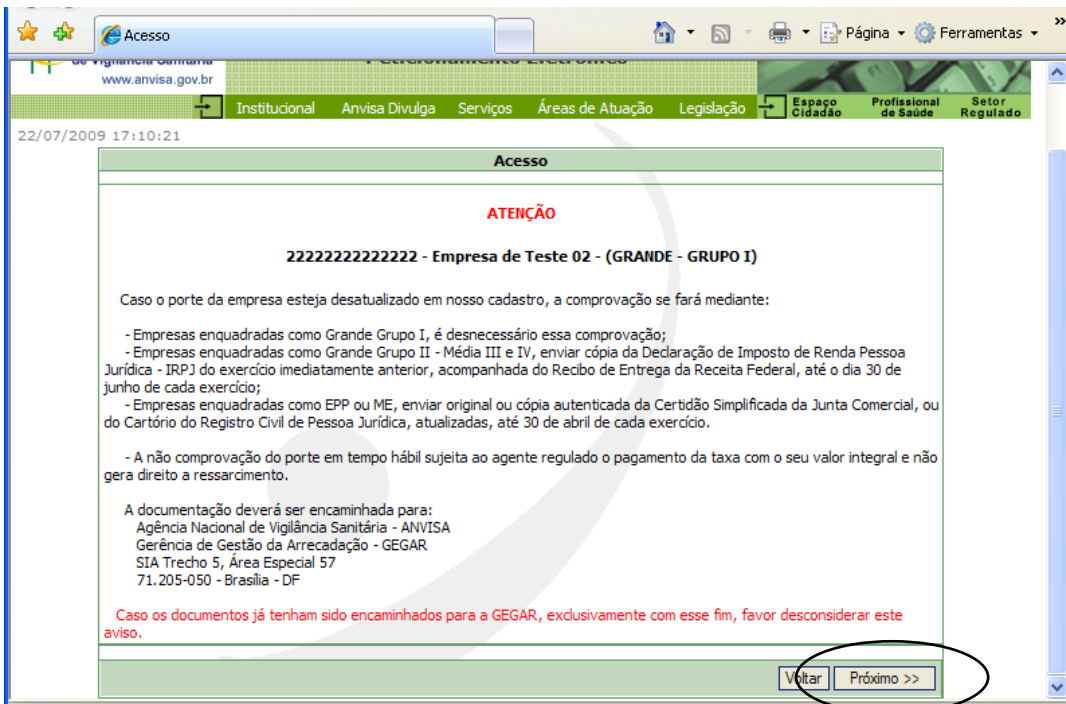 Acesso
Página
Ferramentas
»
de Vigilância Sanitária
www.anvisa.gov.br
Peticionamento Eletrônico
Institucional Anvisa Divulga Serviços Áreas de Atuação Legislação
Espaço Cidadão
Profissional de Saúde
Setor Regulado
22/07/2009 17:10:21
Acesso
ATENÇÃO
22222222222222 - Empresa de Teste 02 - (GRANDE - GRUPO I)
Caso o porte da empresa esteja desatualizado em nosso cadastro, a comprovação se fará mediante:
- Empresas enquadradas como Grande Grupo I, é desnecessário essa comprovação;
- Empresas enquadradas como Grande Grupo II - Média III e IV, enviar cópia da Declaração de Imposto de Renda Pessoa
Jurídica - IRPJ do exercício imediatamente anterior, acompanhada do Recibo de Entrega da Receita Federal, até o dia 30 de
junho de cada exercício;
- Empresas enquadradas como EPP ou ME, enviar original ou cópia autenticada da Certidão Simplificada da Junta Comercial, ou
do Cartório do Registro Civil de Pessoa Jurídica, atualizadas, até 30 de abril de cada exercício.
- A não comprovação do porte em tempo hábil sujeita ao agente regulado o pagamento da taxa com o seu valor integral e não
gera direito a ressarcimento.
A documentação deverá ser encaminhada para:
Agência Nacional de Vigilância Sanitária - ANVISA
Gerência de Gestão da Arrecadação - GEGAR
SIA Trecho 5, Área Especial 57
71.205-050 - Brasília - DF
Caso os documentos já tenham sido encaminhados para a GEGAR, exclusivamente com esse fim, favor desconsiderar este
aviso.
Voltar Próximo >>